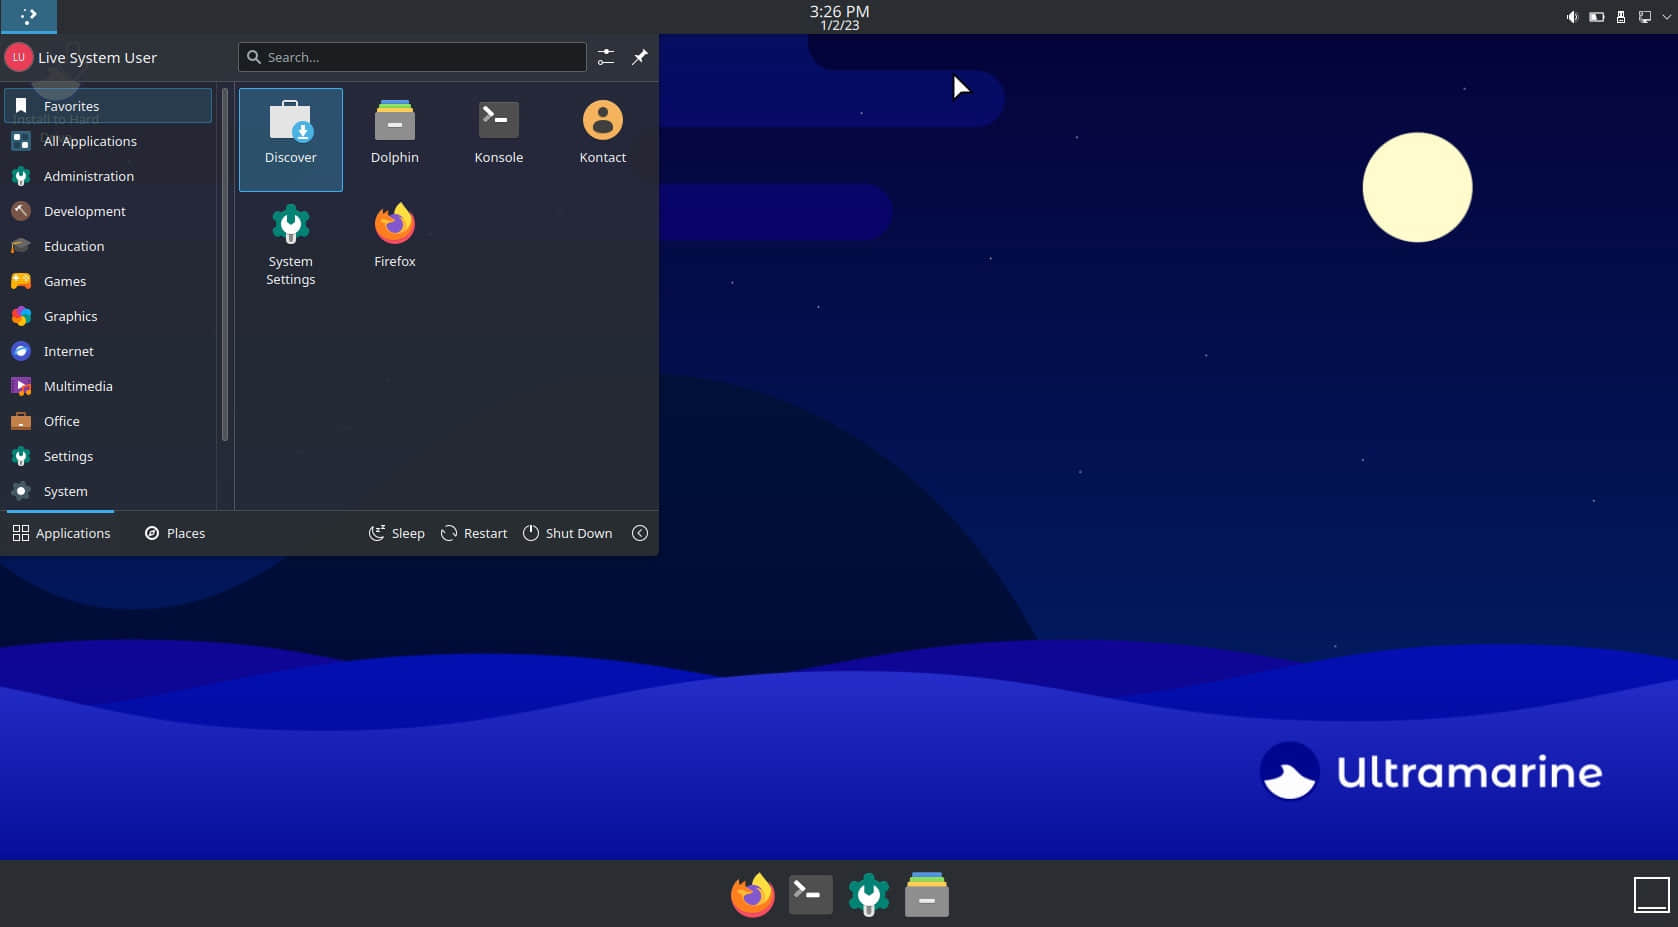 3:26 PM
1/2/23
LU
Live System User
Search...
Favorites
Install to Hard
All Applications
Administration
Development
Education
Games
Graphics
Internet
Multimedia
Office
Settings
System
Discover
Dolphin
Konsole
Kontact
System
Settings
Firefox
Applications
Places
Sleep
Restart
Shut Down
Ultramarine